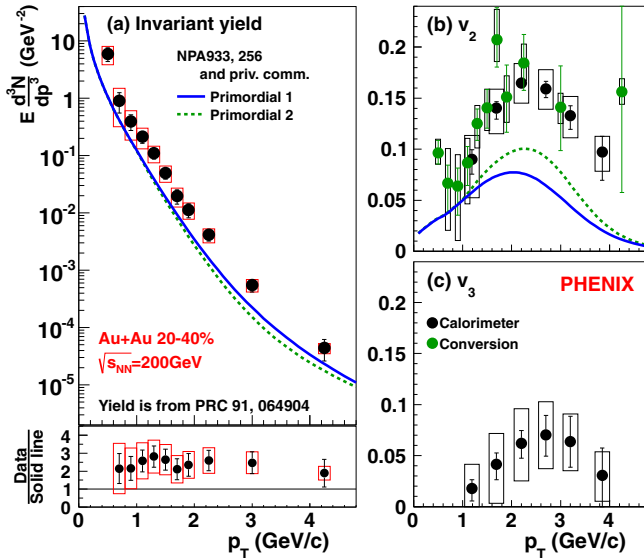 (a) Invariant yield
E d³N/dp³ (GeV⁻²)
NPA933, 256
and priv. comm.
Primordial 1
Primordial 2
10
1
10⁻¹
10⁻²
10⁻³
10⁻⁴
10⁻⁵
Au+Au 20-40%
√sNN=200GeV
Yield is from PRC 91, 064904
Data/Solid line
4
3
2
1
0
0 1 2 3 4
pT (GeV/c)
(b) v₂
0.2
0.15
0.1
0.05
0
(c) v₃
PHENIX
Calorimeter
Conversion
0.2
0.15
0.1
0.05
0
0 1 2 3 4
pT (GeV/c)